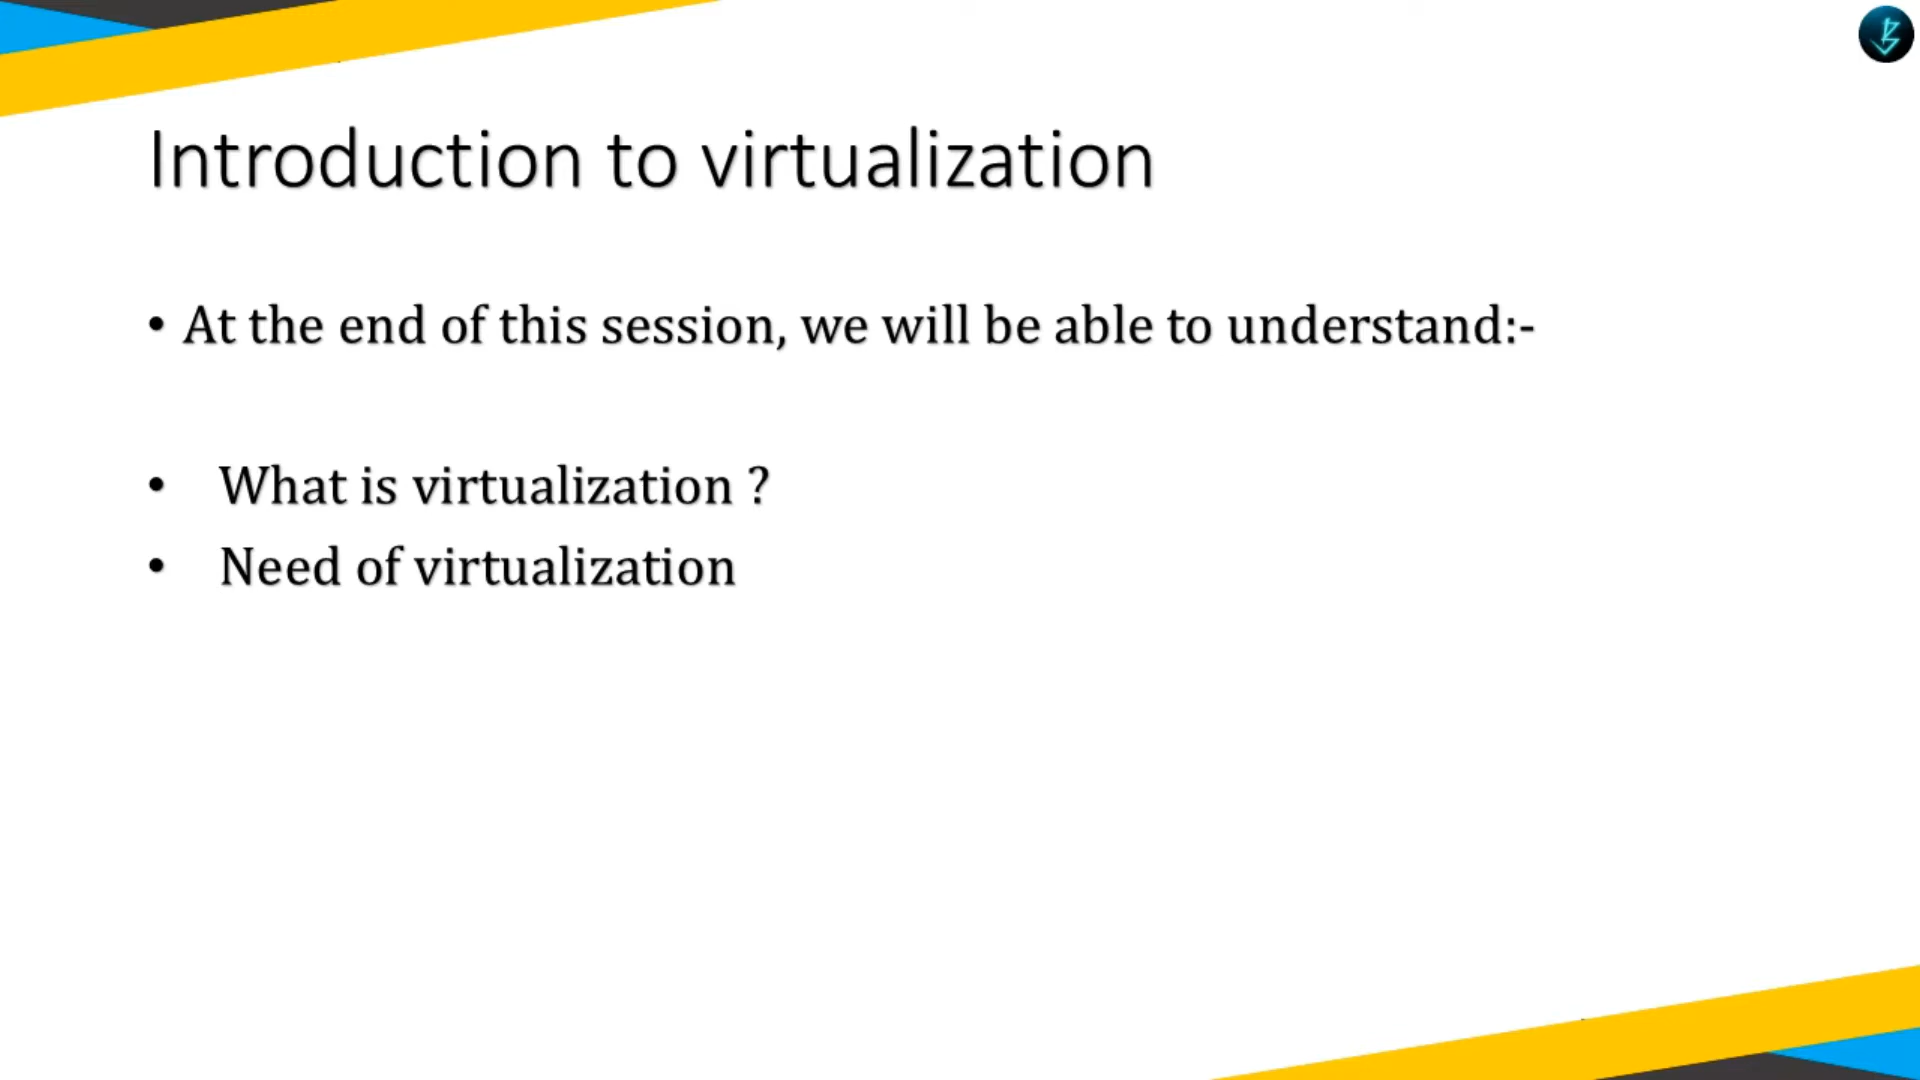 Introduction to virtualization
• At the end of this session, we will be able to understand:-
• What is virtualization ?
• Need of virtualization